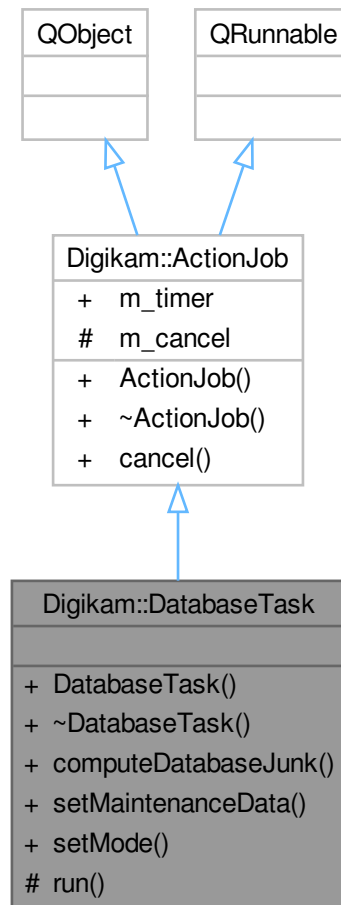 QObject
QRunnable
Digikam::ActionJob
+ m_timer
# m_cancel
+ ActionJob()
+ ~ActionJob()
+ cancel()
Digikam::DatabaseTask
+ DatabaseTask()
+ ~DatabaseTask()
+ computeDatabaseJunk()
+ setMaintenanceData()
+ setMode()
# run()